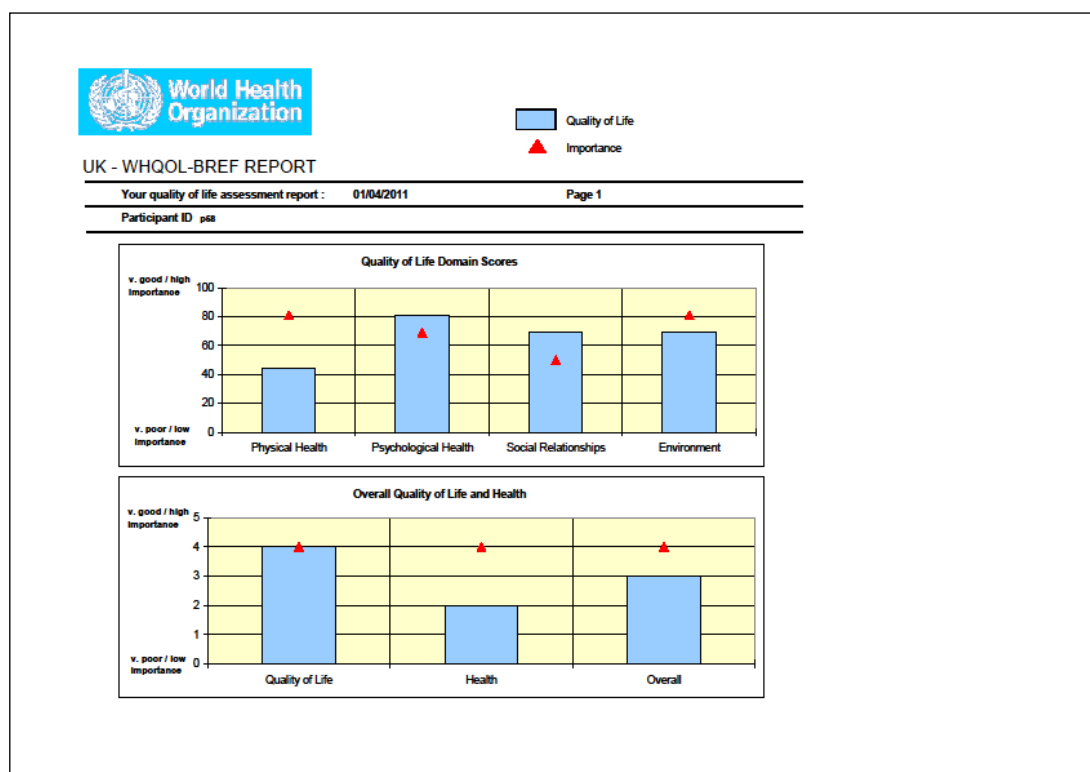 World Health
Organization
Quality of Life
Importance
UK - WHQOL-BREF REPORT
Your quality of life assessment report : 01/04/2011 Page 1
Participant ID p68
Quality of Life Domain Scores
v. good / high
Importance
100
80
60
40
20
0
v. poor / low
Importance
Physical Health Psychological Health Social Relationships Environment
Overall Quality of Life and Health
v. good / high
Importance
5
4
3
2
1
0
v. poor / low
Importance
Quality of Life Health Overall